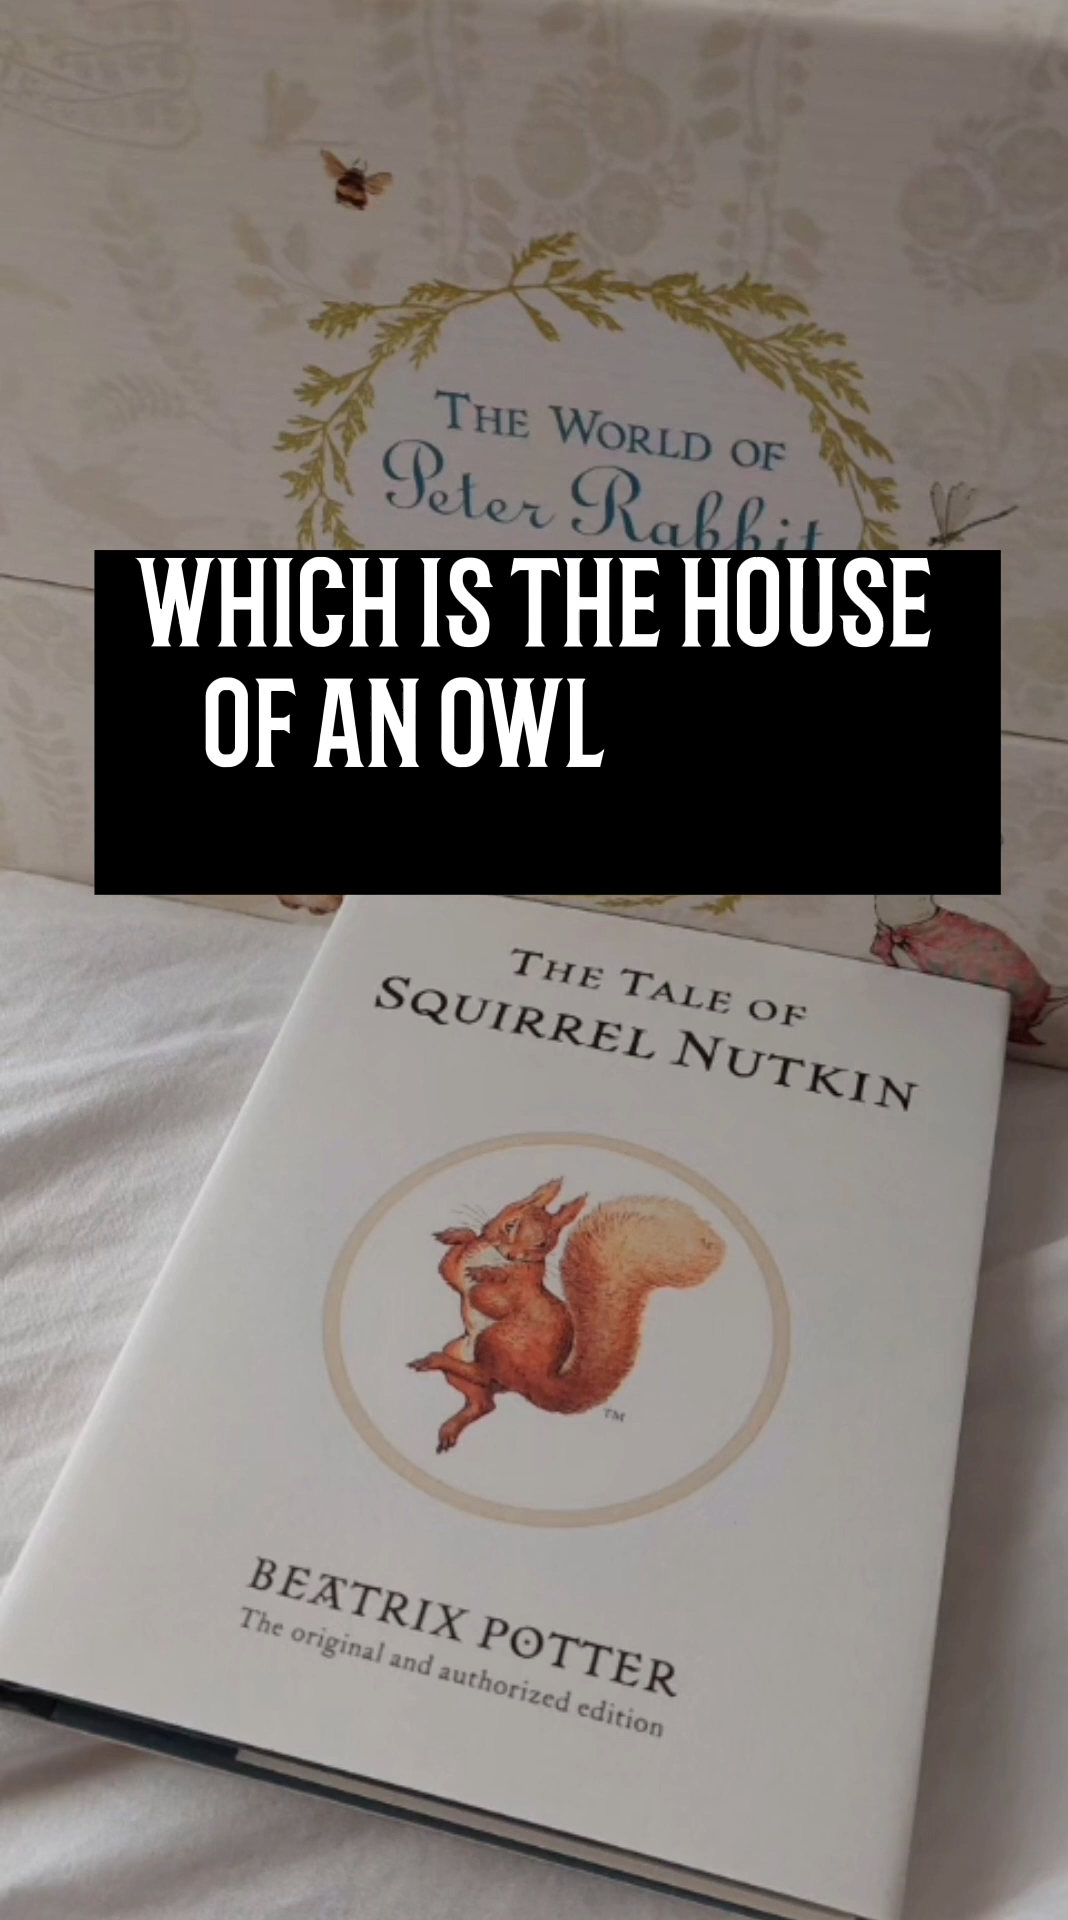 THE WORLD OF
Peter Rabbit
WHICH IS THE HOUSE
OF AN OWL
THE TALE OF
SQUIRREL NUTKIN
TM
BEATRIX POTTER
The original and authorized edition